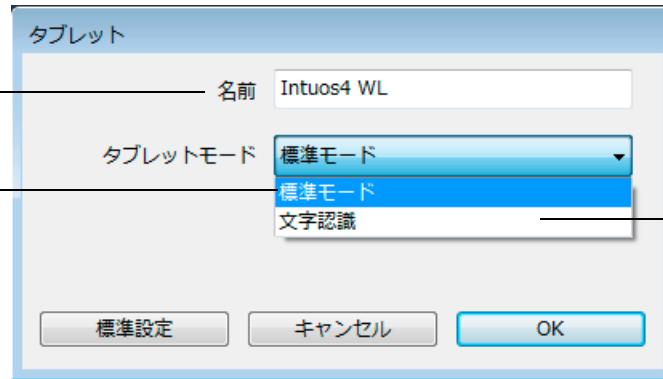 タブレット
名前 Intuos4 WL
タブレットモード 標準モード
標準モード
文字認識
標準設定 キャンセル OK